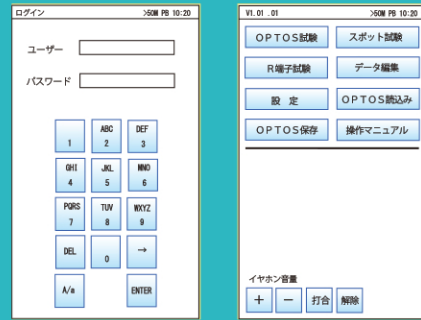 ログイン >50M PB 10:20
ユーザー
パスワード
1 ABC 2 DEF 3
GHI 4 JKL 5 MNO 6
PQRS 7 TUV 8 WXYZ 9
DEL 0 →
A/a ENTER
V1.01 .01 >50M PB 10:20
OPTOS試験 スポット試験
R端子試験 データ編集
設 定 OPTOS読込み
OPTOS保存 操作マニュアル
イヤホン音量
+ − 打合 解除